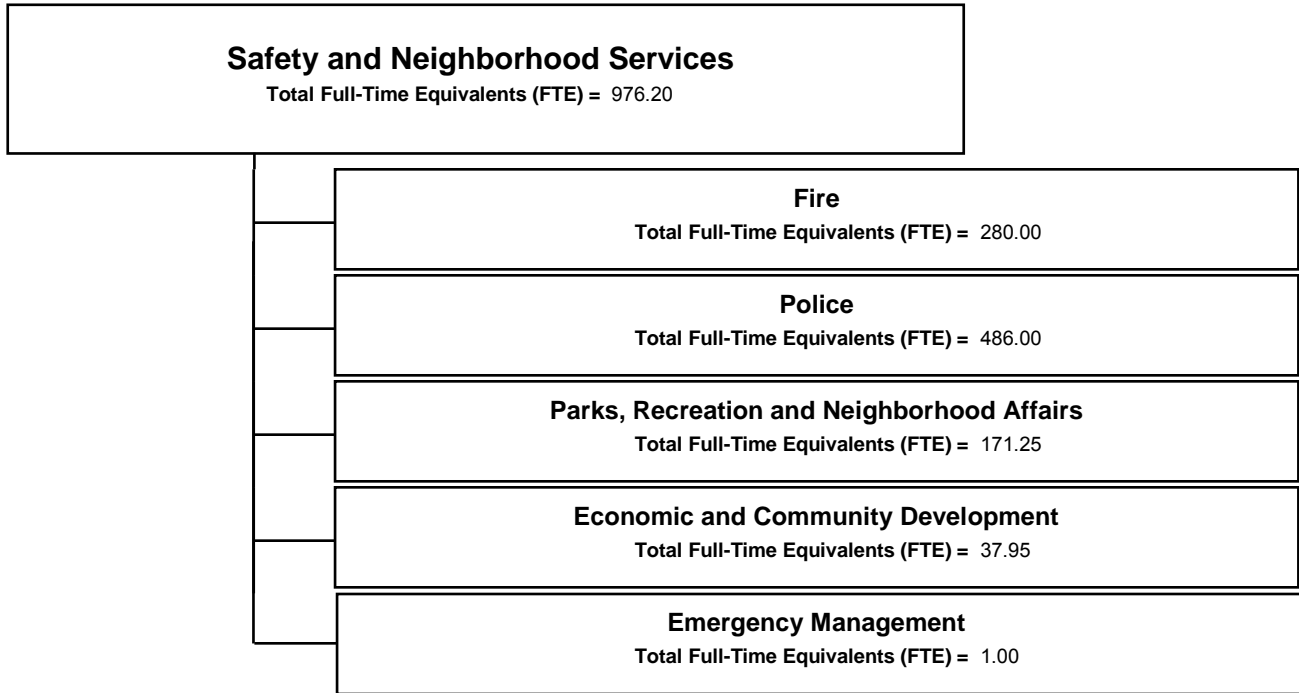 Safety and Neighborhood Services
Total Full-Time Equivalents (FTE) = 976.20
Fire
Total Full-Time Equivalents (FTE) = 280.00
Police
Total Full-Time Equivalents (FTE) = 486.00
Parks, Recreation and Neighborhood Affairs
Total Full-Time Equivalents (FTE) = 171.25
Economic and Community Development
Total Full-Time Equivalents (FTE) = 37.95
Emergency Management
Total Full-Time Equivalents (FTE) = 1.00